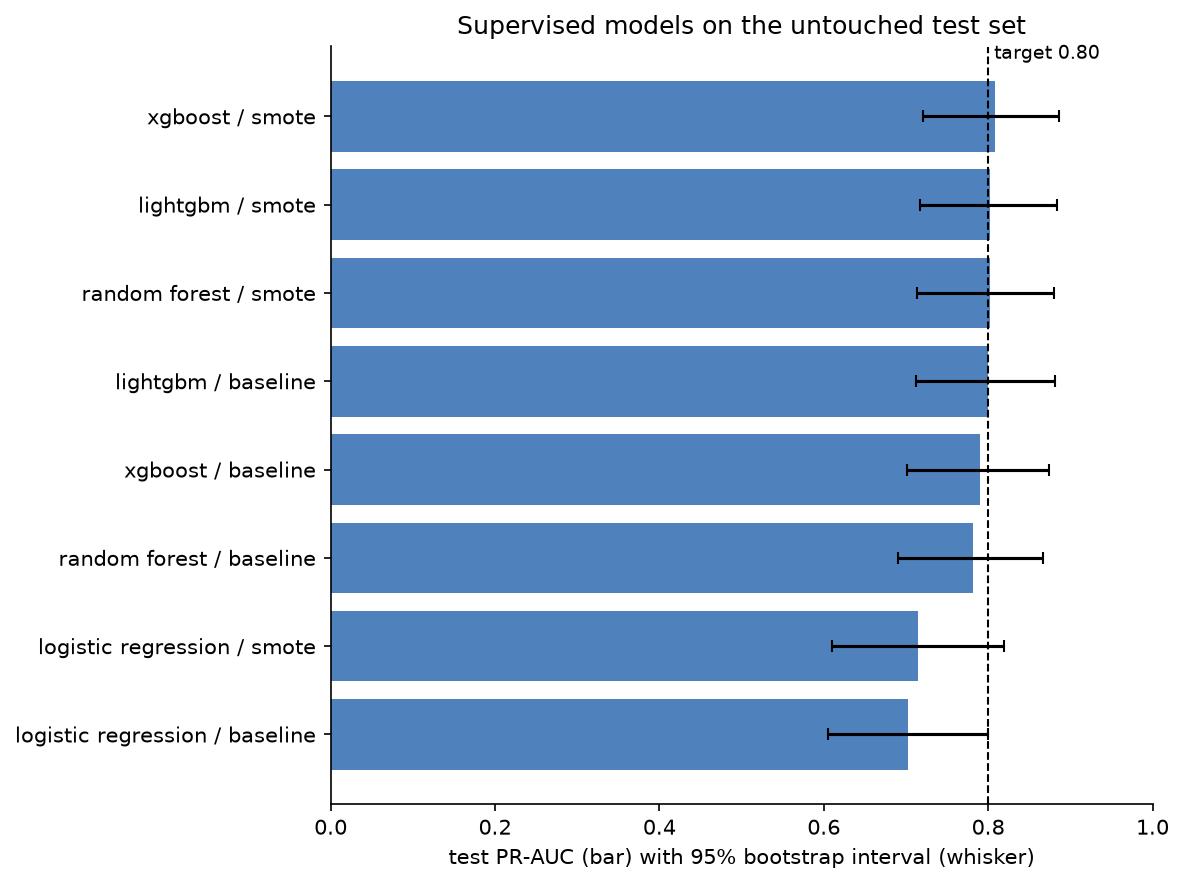 Supervised models on the untouched test set
target 0.80
xgboost / smote
lightgbm / smote
random forest / smote
lightgbm / baseline
xgboost / baseline
random forest / baseline
logistic regression / smote
logistic regression / baseline
0.0 0.2 0.4 0.6 0.8 1.0
test PR-AUC (bar) with 95% bootstrap interval (whisker)